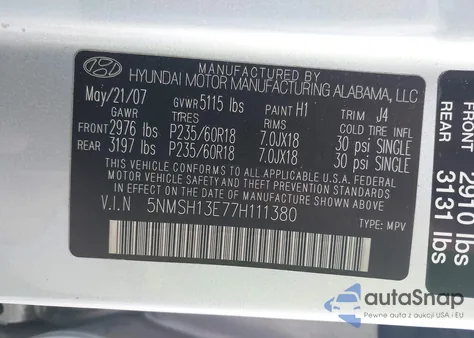 MANUFACTURED BY
HYUNDAI MOTOR MANUFACTURING ALABAMA, LLC
May/21/07 GVWR 5115 lbs PAINT H1 TRIM J4
GAWR TIRES RIMS COLD TIRE INFLATION
FRONT 2976 lbs P235/60R18 7.0JX18 30 psi SINGLE
REAR 3197 lbs P235/60R18 7.0JX18 30 psi SINGLE
THIS VEHICLE CONFORMS TO ALL APPLICABLE U.S.A. FEDERAL
MOTOR VEHICLE SAFETY STANDARDS IN EFFECT ON THE
DATE OF MANUFACTURE SHOWN ABOVE
V.I.N 5NMSH13E77H111380
TYPE: MPV
FRONT 2910 lbs
3131 lbs
autoSnap
Pewne auta z aukcji USA i EU